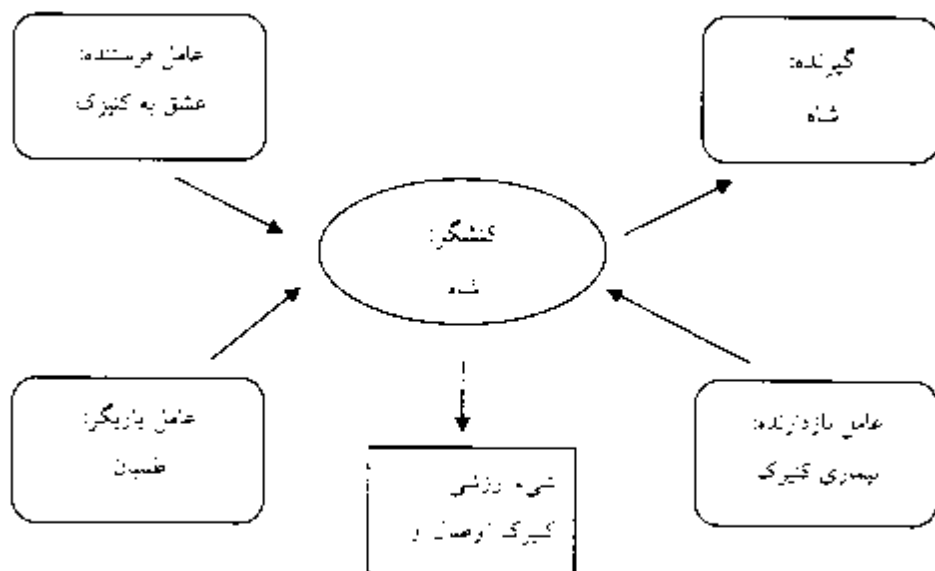 عامل فرستنده:
عشق به کنیزک
گیرنده:
شاه
کنشگر:
شاه
عامل یاریگر:
طبیبان
عامل بازدارنده:
بیماری کنیزک
شیء ارزشی
کنیزک (وصال و